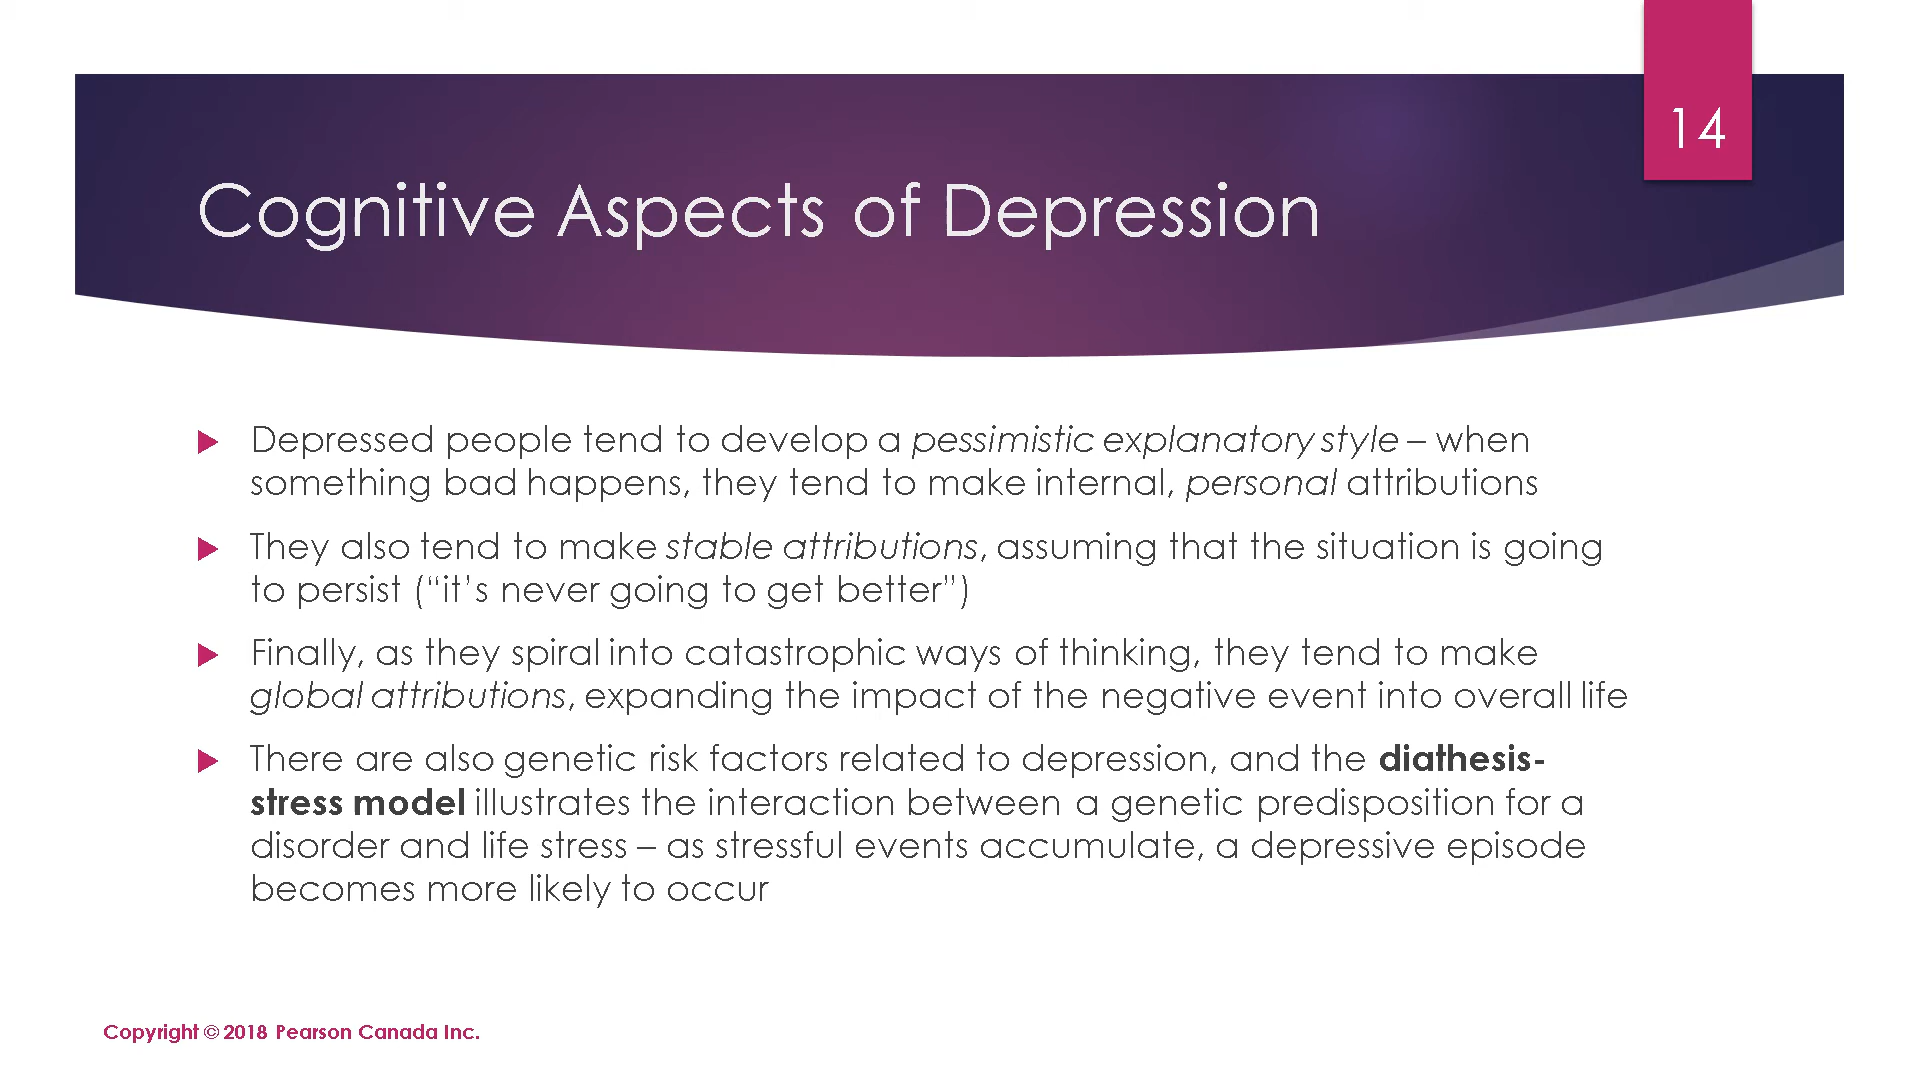 14
Cognitive Aspects of Depression
Depressed people tend to develop a pessimistic explanatory style – when
something bad happens, they tend to make internal, personal attributions
They also tend to make stable attributions, assuming that the situation is going
to persist (“it’s never going to get better”)
Finally, as they spiral into catastrophic ways of thinking, they tend to make
global attributions, expanding the impact of the negative event into overall life
There are also genetic risk factors related to depression, and the diathesis-
stress model illustrates the interaction between a genetic predisposition for a
disorder and life stress – as stressful events accumulate, a depressive episode
becomes more likely to occur
Copyright © 2018 Pearson Canada Inc.